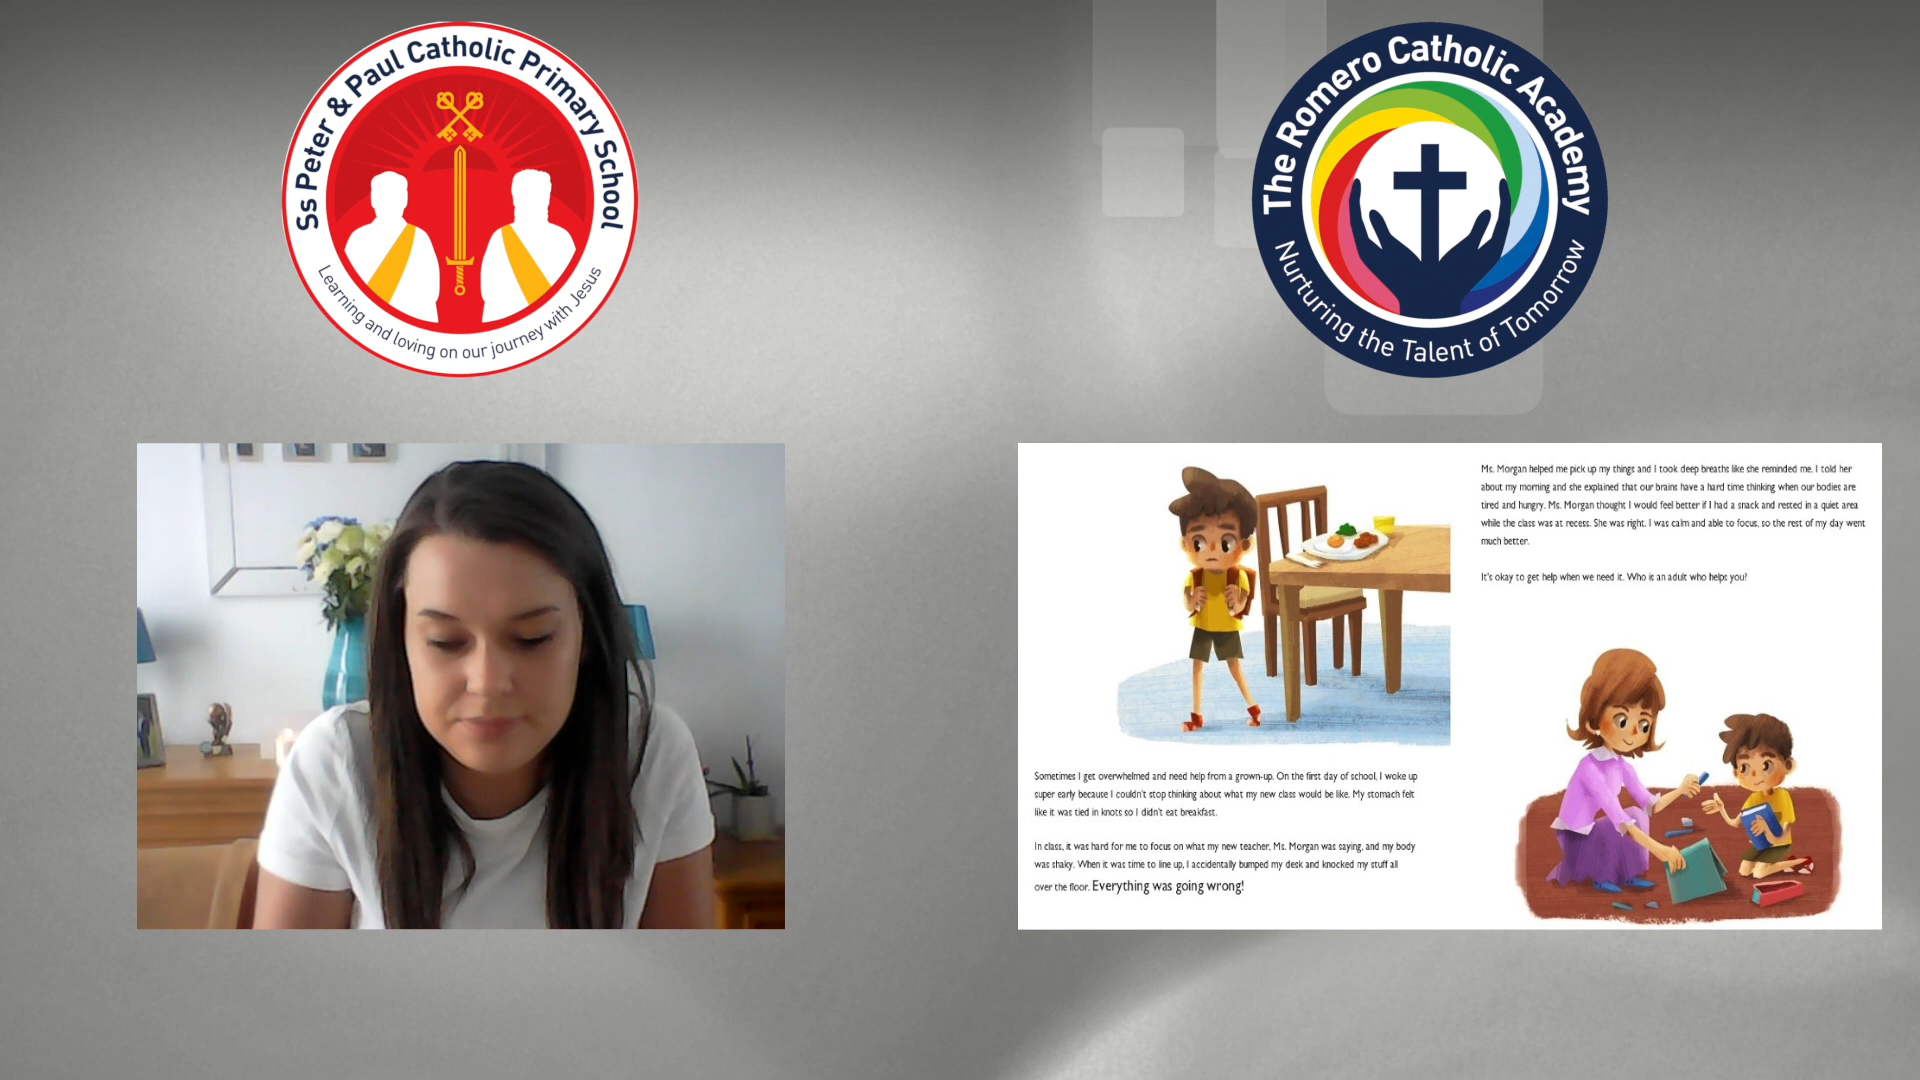 Ss Peter & Paul Catholic Primary School
Learning and loving on our journey with Jesus
The Romero Catholic Academy
Nurturing the Talent of Tomorrow
Sometimes I get overwhelmed and need help from a grown-up. On the first day of school, I woke up
super early because I couldn't stop thinking about what my new class would be like. My stomach felt
like it was tied in knots so I didn't eat breakfast.
In class, it was hard for me to focus on what my new teacher, Ms. Morgan was saying, and my body
was shaky. When it was time to line up, I accidentally bumped my desk and knocked my stuff all
over the floor. Everything was going wrong!
Ms. Morgan helped me pick up my things and I took deep breaths like she reminded me. I told her
about my morning and she explained that our brains have a hard time thinking when our bodies are
tired and hungry. Ms. Morgan thought I would feel better if I had a snack and rested in a quiet area
while the class was at recess. She was right. I was calm and able to focus, so the rest of my day went
much better.
It's okay to get help when we need it. Who is an adult who helps you?